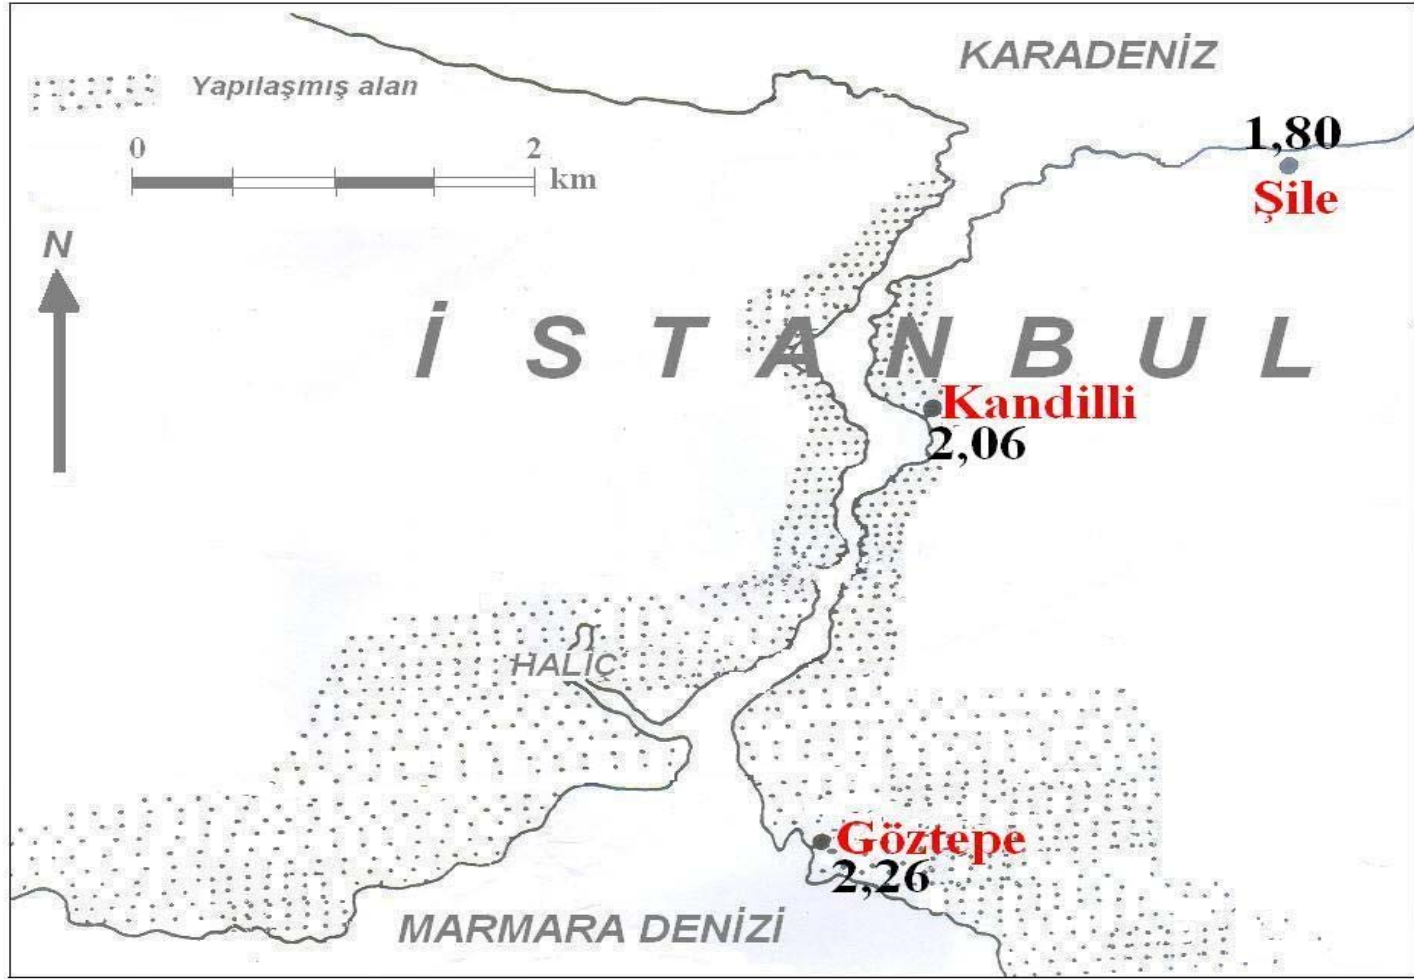 KARADENİZ
Yapılaşmış alan
1,80
0 2
km
Şile
N
İSTANBUL
Kandilli
2,06
HALİÇ
Göztepe
2,26
MARMARA DENİZİ